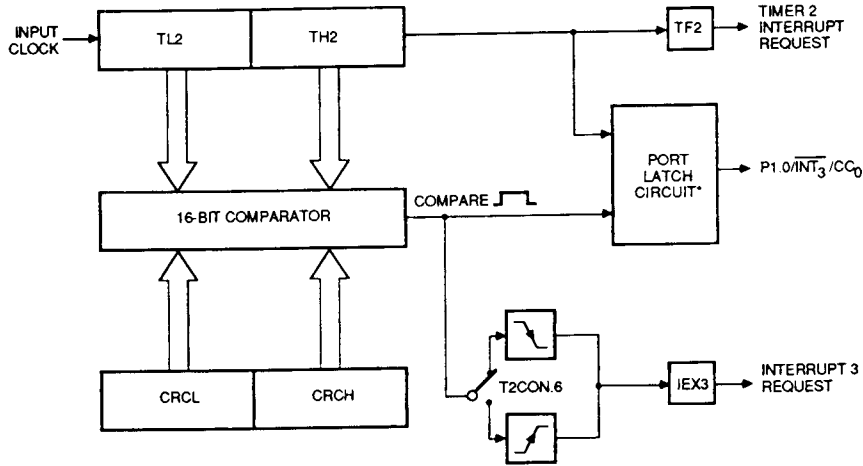 INPUT
CLOCK
TL2
TH2
TF2
TIMER 2
INTERRUPT
REQUEST
PORT
LATCH
CIRCUIT*
P1.0/INT3/CC0
16-BIT COMPARATOR
COMPARE
T2CON.6
CRCL
CRCH
IEX3
INTERRUPT 3
REQUEST